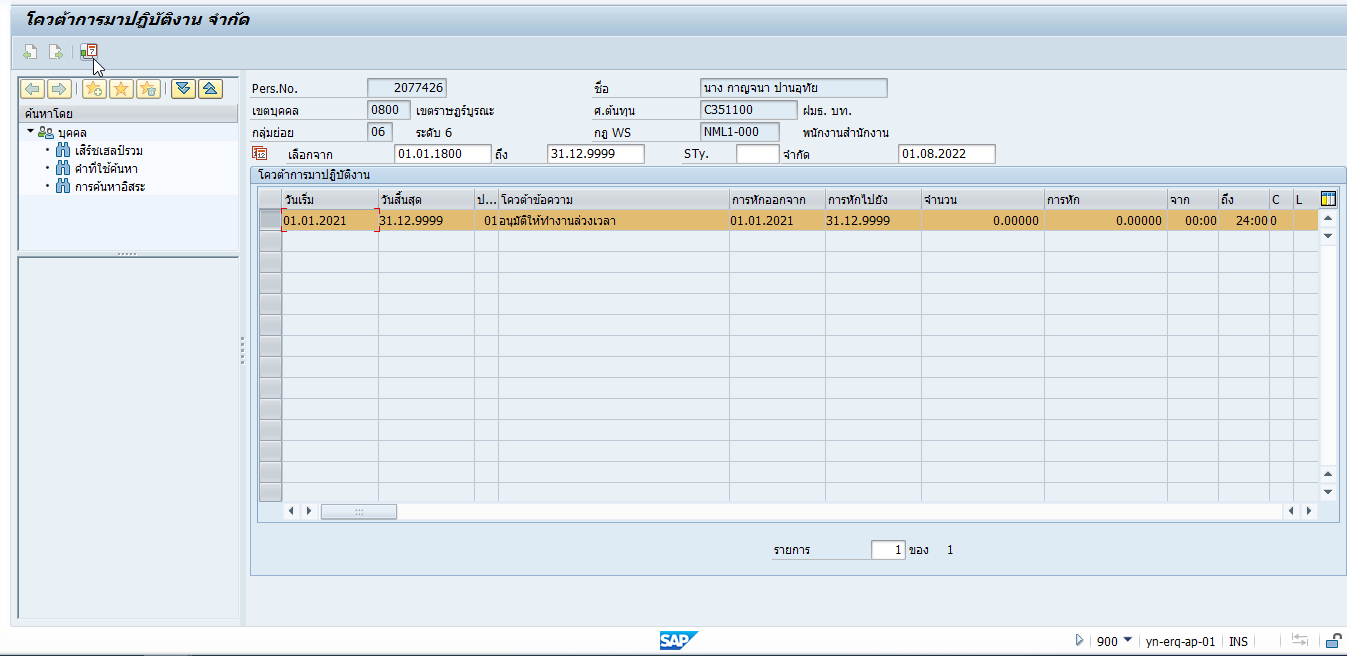 โควต้าการมาปฏิบัติงาน จำกัด
ค้นหาโดย
บุคคล
เสิร์ชเฮลป์รวม
คำที่ใช้ค้นหา
การค้นหาอิสระ
Pers.No. 2077426 ชื่อ นาง กาญจนา ปานอุทัย
เขตบุคคล 0800 เขตราษฎร์บูรณะ ศ.ต้นทุน C351100 ฝมธ. บท.
กลุ่มย่อย 06 ระดับ 6 กฎ WS NML1-000 พนักงานสำนักงาน
เลือกจาก 01.01.1800 ถึง 31.12.9999 STy. จำกัด 01.08.2022
โควต้าการมาปฏิบัติงาน
วันเริ่ม วันสิ้นสุด ป... โควต้าข้อความ การหักออกจาก การหักไปยัง จำนวน การหัก จาก ถึง C L
01.01.2021 31.12.9999 01 อนุมัติให้ทำงานล่วงเวลา 01.01.2021 31.12.9999 0.00000 0.00000 00:00 24:00 0
รายการ 1 ของ 1
SAP 900 yn-erq-ap-01 INS